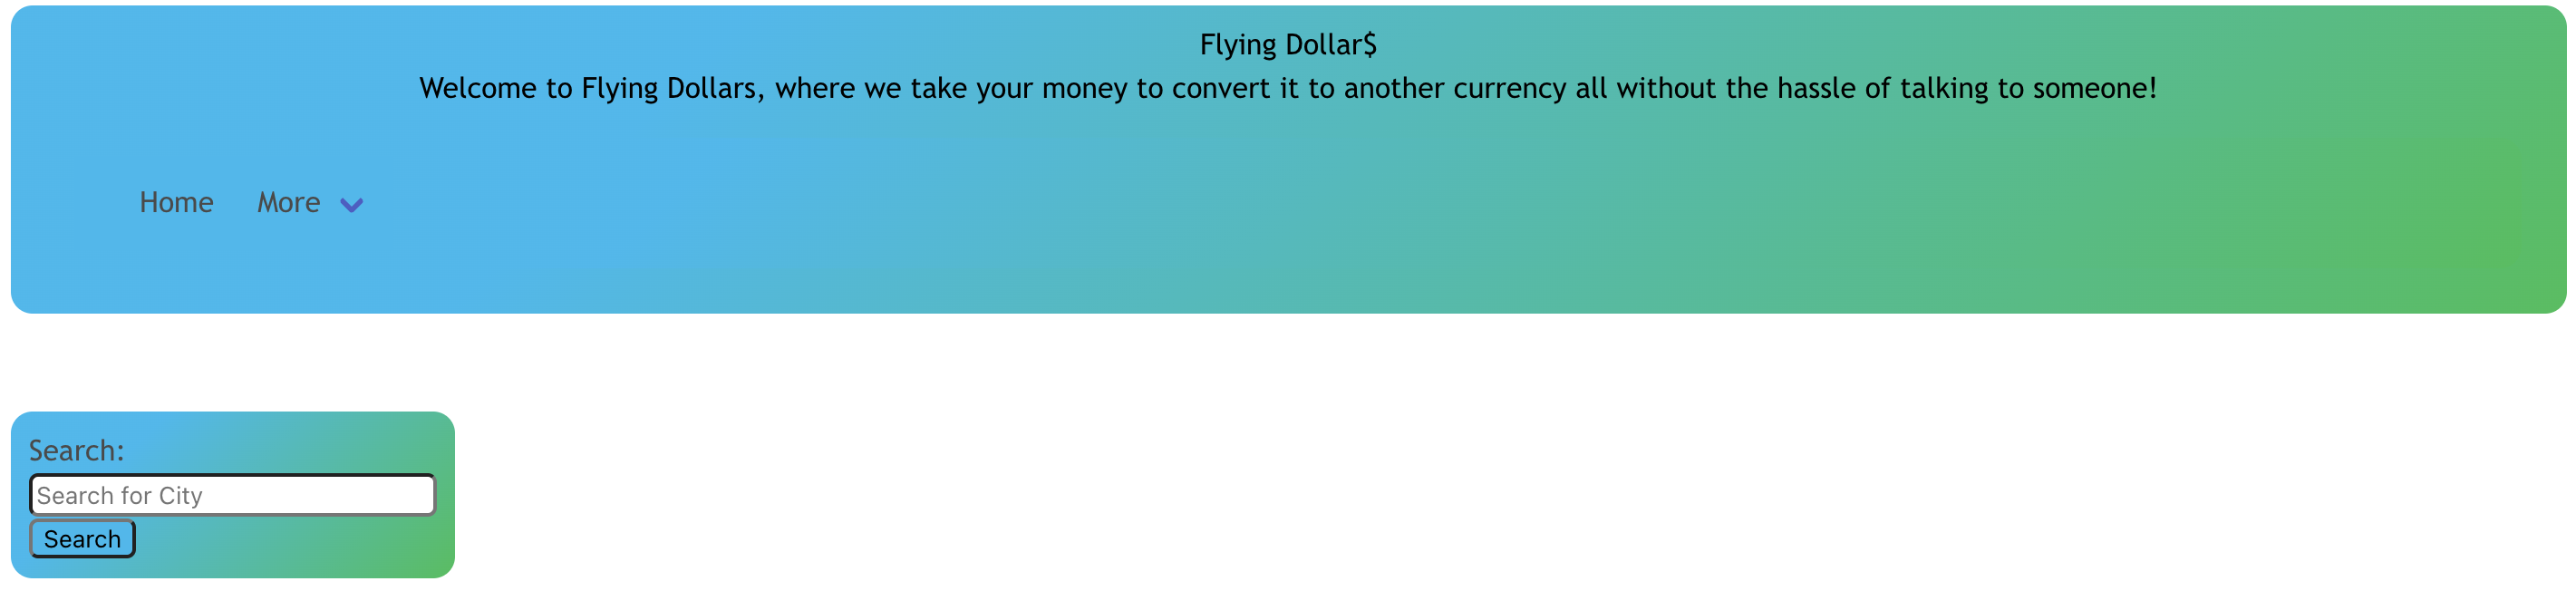 Flying Dollar$
Welcome to Flying Dollars, where we take your money to convert it to another currency all without the hassle of talking to someone!
Home More
Search:
Search for City
Search